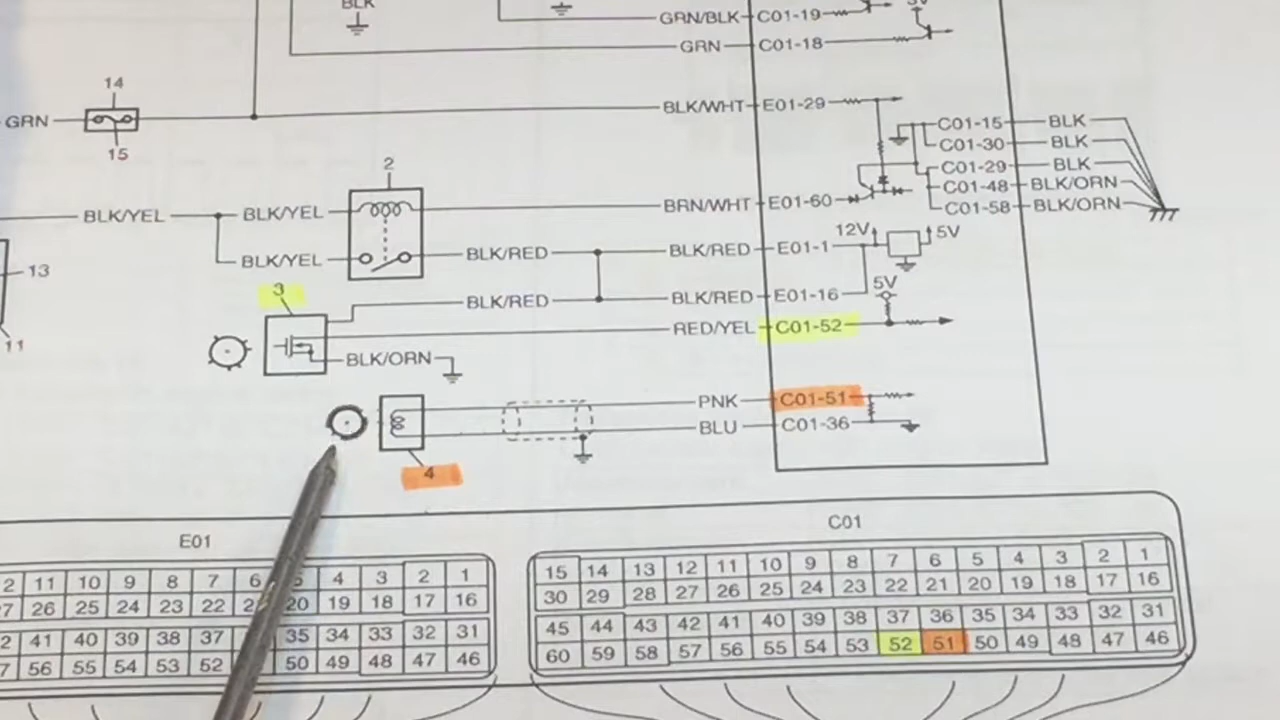 BLK
GRN/BLK C01-19
GRN C01-18
14
GRN
15
BLK/WHT E01-29
C01-15 BLK
C01-30 BLK
C01-29 BLK
C01-48 BLK/ORN
C01-58 BLK/ORN
2
BLK/YEL BLK/YEL BRN/WHT E01-60
BLK/YEL BLK/RED BLK/RED E01-1 12V 5V
13
3 BLK/RED BLK/RED E01-16 5V
RED/YEL C01-52
11
BLK/ORN
PNK C01-51
BLU C01-36
4
E01
2 11 10 9 8 7 6 5 4 3 2 1
7 26 25 24 23 22 20 19 18 17 16
2 41 40 39 38 37 35 34 33 32 31
7 56 55 54 53 52 50 49 48 47 46
C01
15 14 13 12 11 10 9 8 7 6 5 4 3 2 1
30 29 28 27 26 25 24 23 22 21 20 19 18 17 16
45 44 43 42 41 40 39 38 37 36 35 34 33 32 31
60 59 58 57 56 55 54 53 52 51 50 49 48 47 46